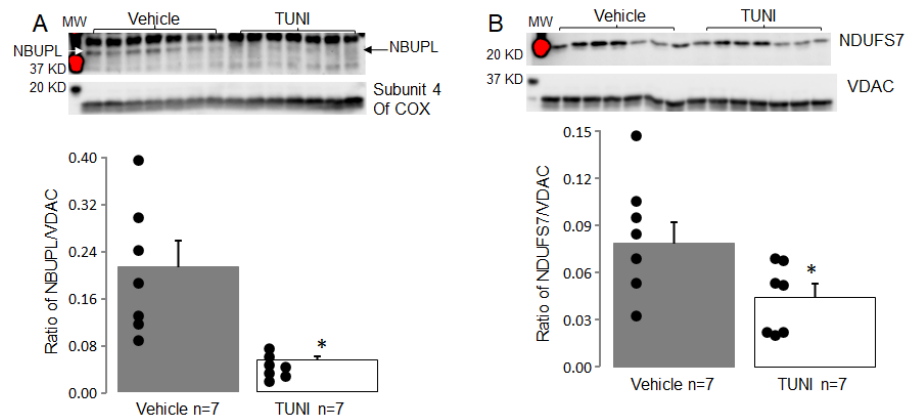 A
MW
Vehicle
TUNI
NBUPL
NBUPL
37 KD
20 KD
Subunit 4
Of COX
Ratio of NBUPL/VDAC
0.40
0.32
0.24
0.16
0.08
0.00
*
Vehicle n=7
TUNI n=7
B
MW
Vehicle
TUNI
20 KD
NDUFS7
37 KD
VDAC
Ratio of NDUFS7/VDAC
0.15
0.12
0.09
0.06
0.03
0.00
*
Vehicle n=7
TUNI n=7